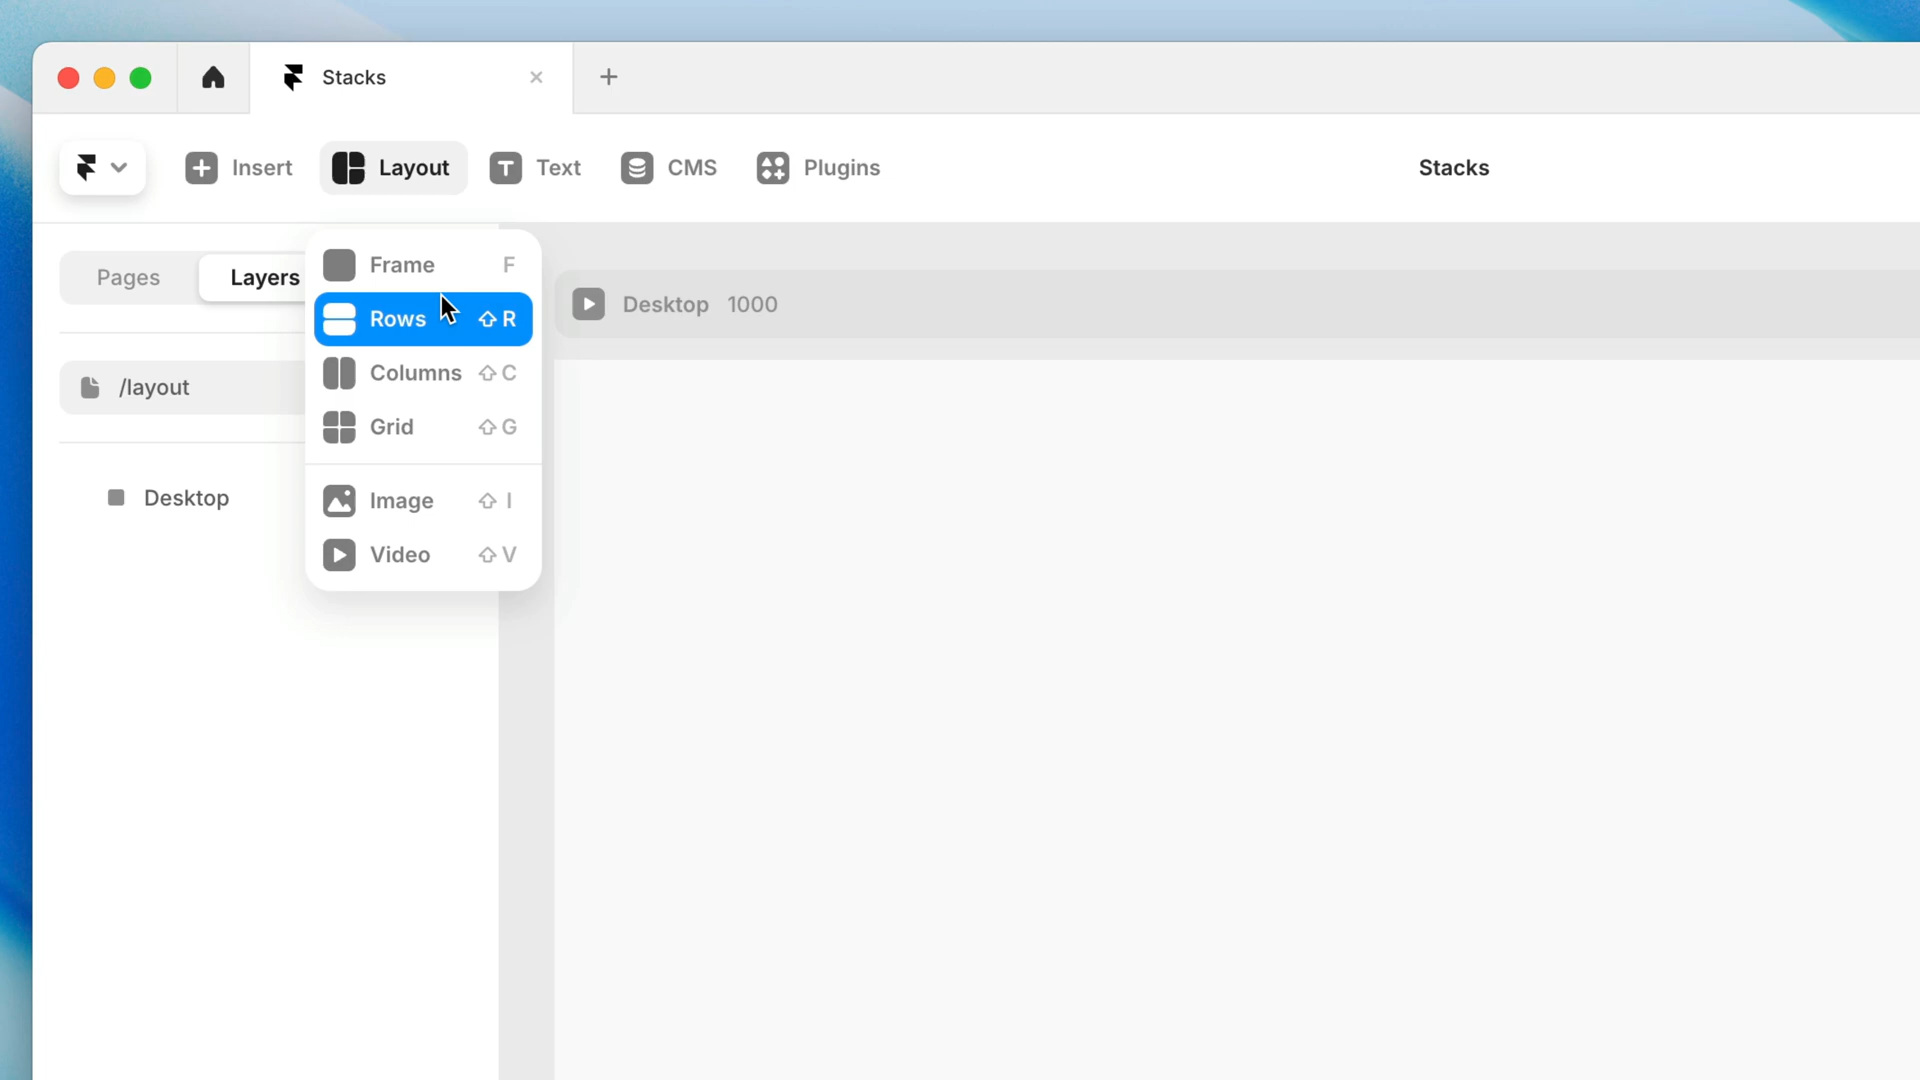 Stacks
Insert
Layout
Text
CMS
Plugins
Stacks
Pages
Layers
Frame F
Rows ⇧ R
Columns ⇧ C
Grid ⇧ G
Image ⇧ I
Video ⇧ V
/layout
Desktop
Desktop 1000